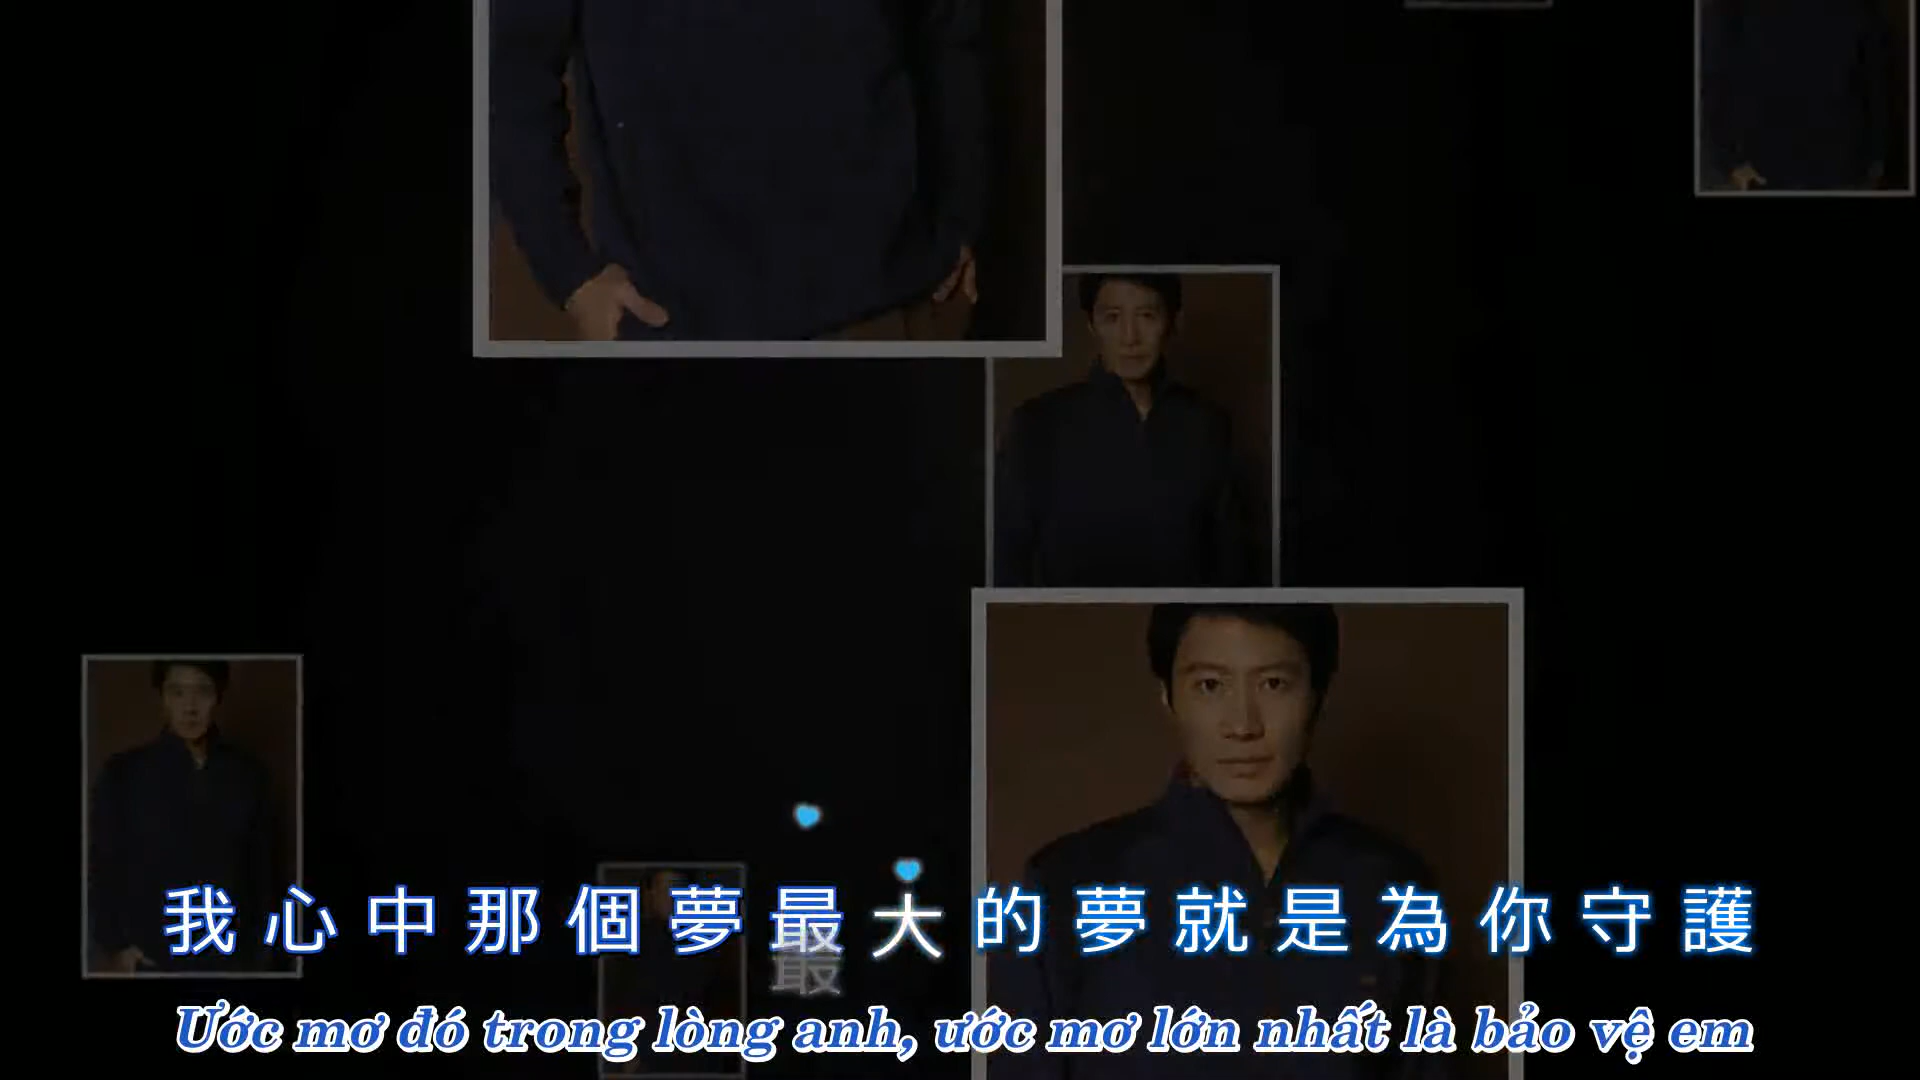 我心中那個夢最大的夢就是為你守護
Ước mơ đó trong lòng anh, ước mơ lớn nhất là bảo vệ em